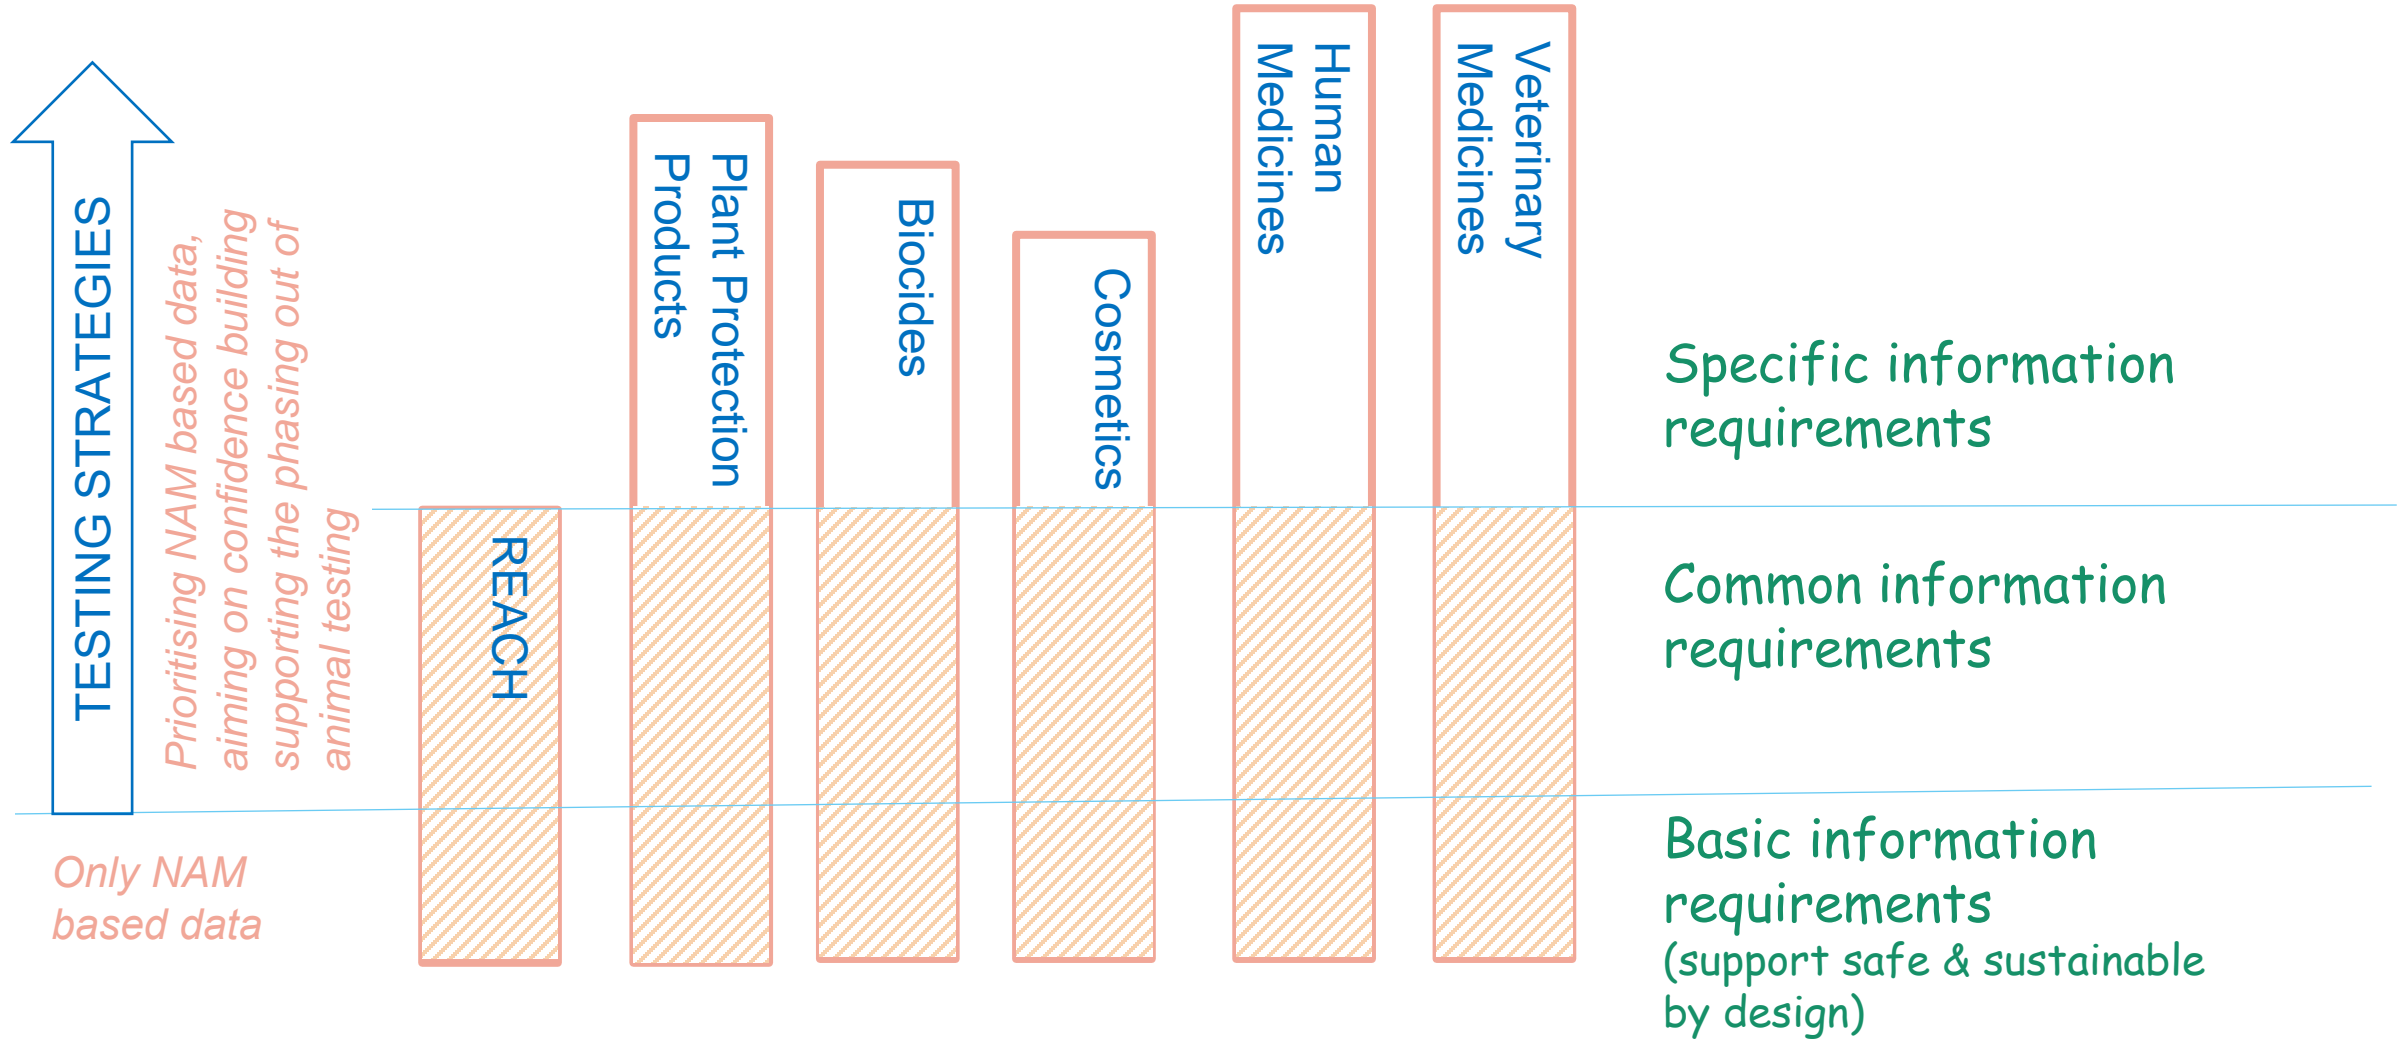 TESTING STRATEGIES
Prioritising NAM based data,
aiming on confidence building
supporting the phasing out of
animal testing
Only NAM
based data
REACH
Plant Protection
Products
Biocides
Cosmetics
Human
Medicines
Veterinary
Medicines
Specific information
requirements
Common information
requirements
Basic information
requirements
(support safe & sustainable
by design)